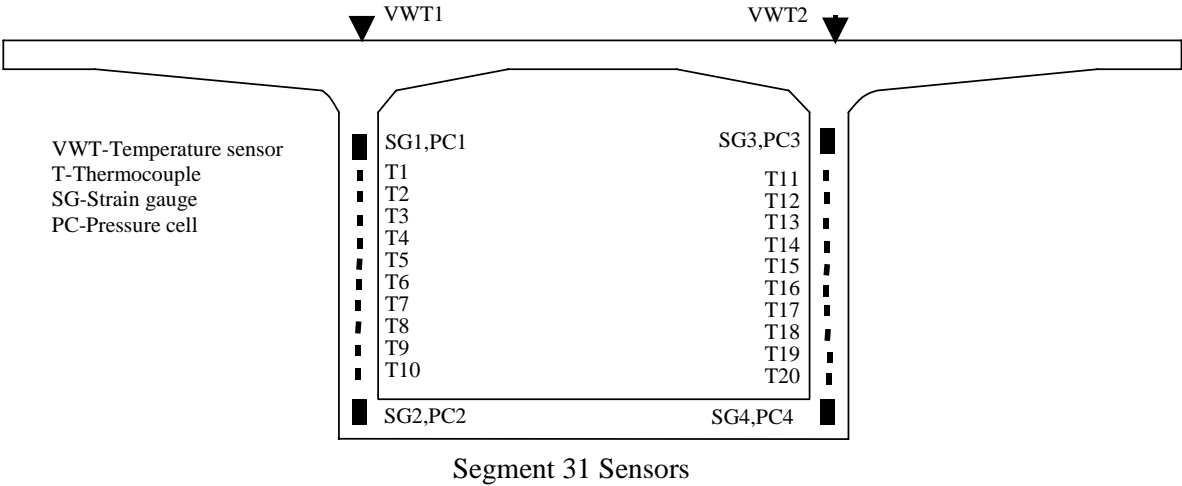 VWT1
VWT2
VWT-Temperature sensor
T-Thermocouple
SG-Strain gauge
PC-Pressure cell
SG1,PC1
T1
T2
T3
T4
T5
T6
T7
T8
T9
T10
SG2,PC2
SG3,PC3
T11
T12
T13
T14
T15
T16
T17
T18
T19
T20
SG4,PC4
Segment 31 Sensors